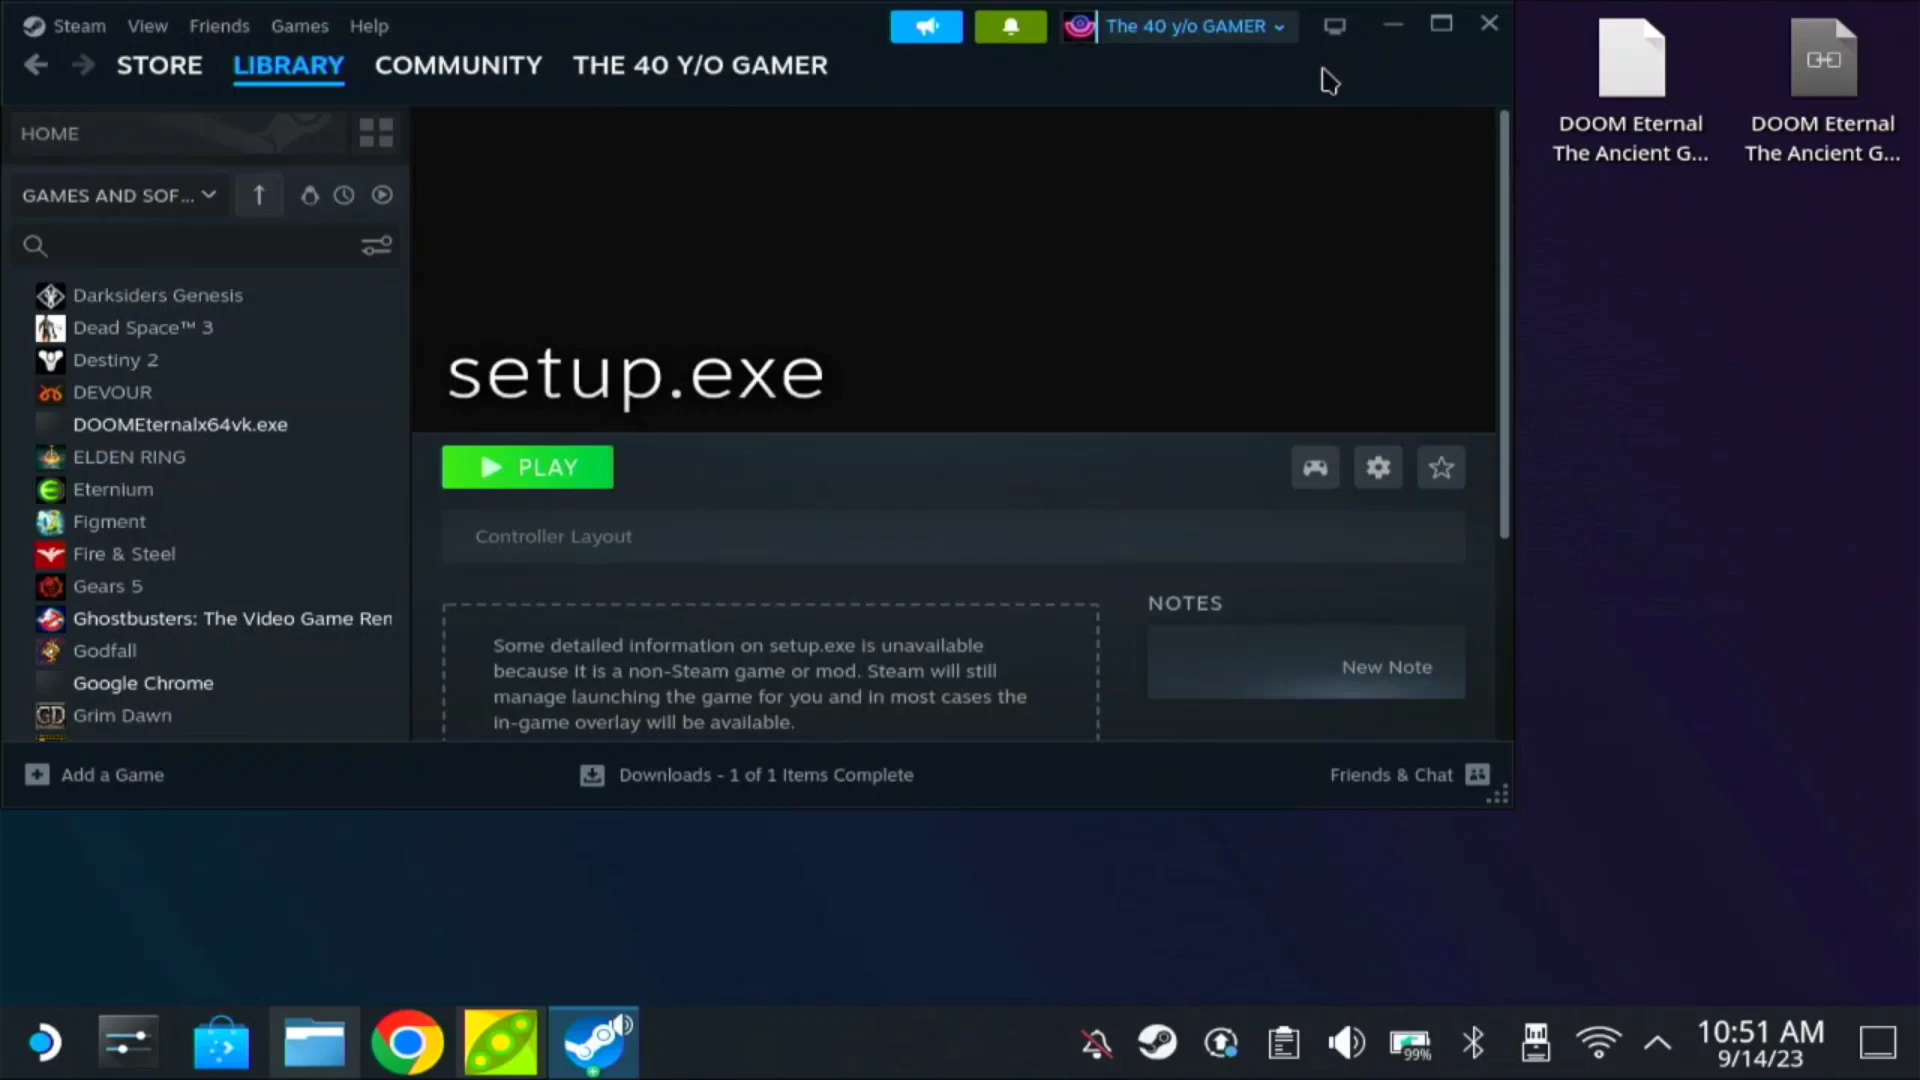 Steam View Friends Games Help
The 40 y/o GAMER
STORE LIBRARY COMMUNITY THE 40 Y/O GAMER
HOME
GAMES AND SOF...
Darksiders Genesis
Dead Space™ 3
Destiny 2
DEVOUR
DOOMEternalx64vk.exe
ELDEN RING
Eternium
Figment
Fire & Steel
Gears 5
Ghostbusters: The Video Game Ren
Godfall
Google Chrome
GD Grim Dawn
setup.exe
PLAY
Controller Layout
Some detailed information on setup.exe is unavailable
because it is a non-Steam game or mod. Steam will still
manage launching the game for you and in most cases the
in-game overlay will be available.
NOTES
New Note
Add a Game
Downloads - 1 of 1 Items Complete
Friends & Chat
DOOM Eternal
The Ancient G...
DOOM Eternal
The Ancient G...
99%
10:51 AM
9/14/23